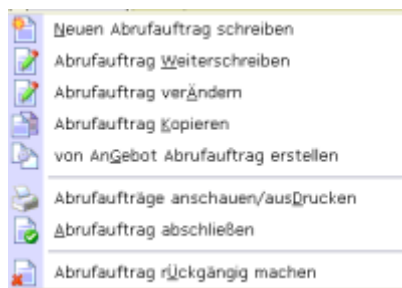 Neuen Abrufauftrag schreiben
Abrufauftrag Weiterschreiben
Abrufauftrag verÄndern
Abrufauftrag Kopieren
von AnGebot Abrufauftrag erstellen
Abrufaufträge anschauen/ausDrucken
Abrufauftrag abschließen
Abrufauftrag rÜckgängig machen